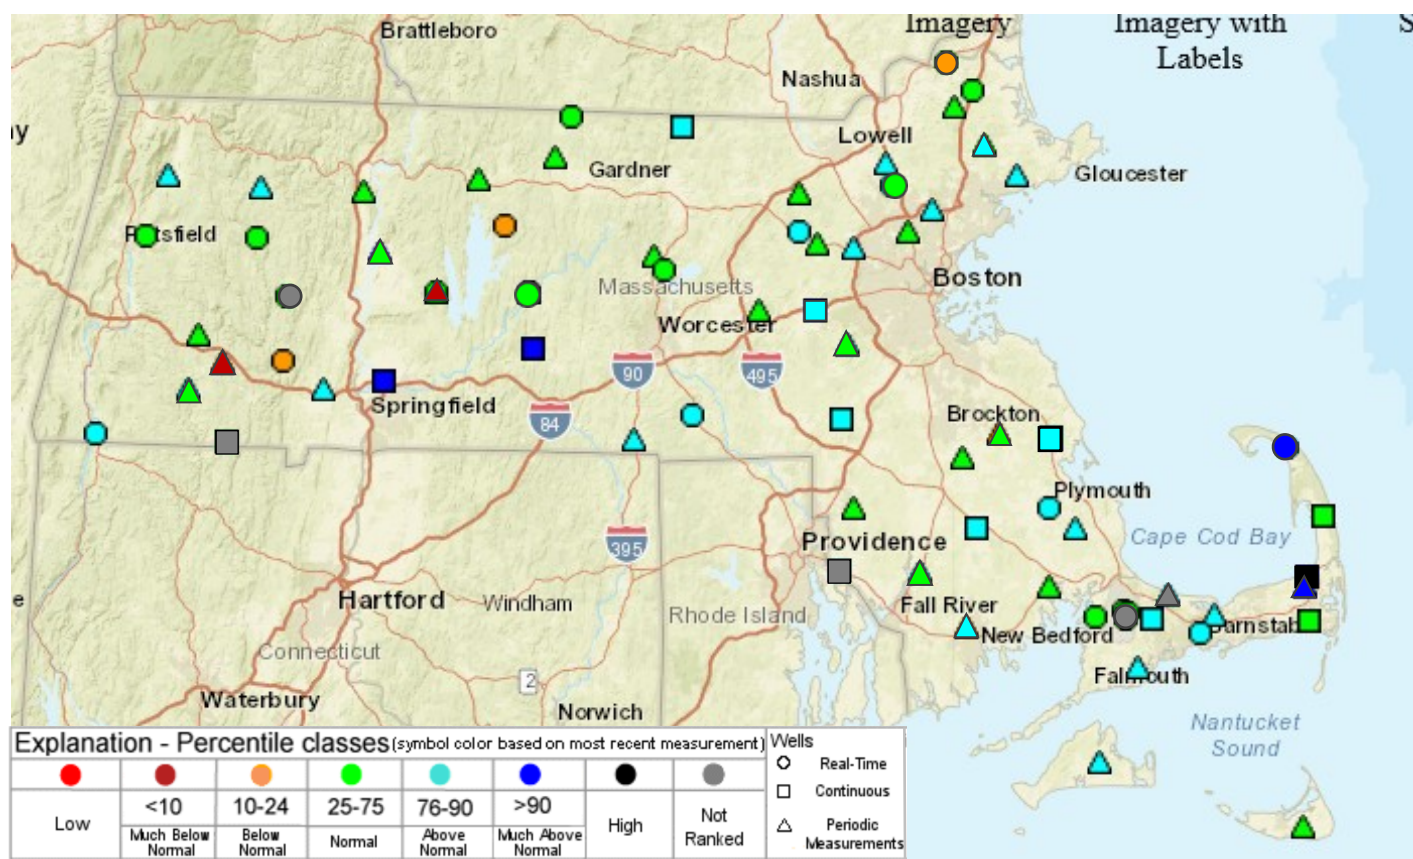 Brattleboro
Imagery
Imagery with
Labels
S
Nashua
ay
Lowell
Gardner
Gloucester
Pittsfield
Boston
Massachusetts
Worcester
90
495
Springfield
84
Brockton
Plymouth
Cape Cod Bay
395
Providence
e
Hartford
Windham
Rhode Island
Fall River
New Bedford
Barnstab
Connecticut
Falmouth
2
Waterbury
Norwich
Nantucket
Sound
Explanation - Percentile classes (symbol color based on most recent measurement)
Wells
Real-Time
Continuous
Periodic
Measurements
Low
<10
10-24
25-75
76-90
>90
High
Not
Ranked
Much Below
Normal
Below
Normal
Normal
Above
Normal
Much Above
Normal